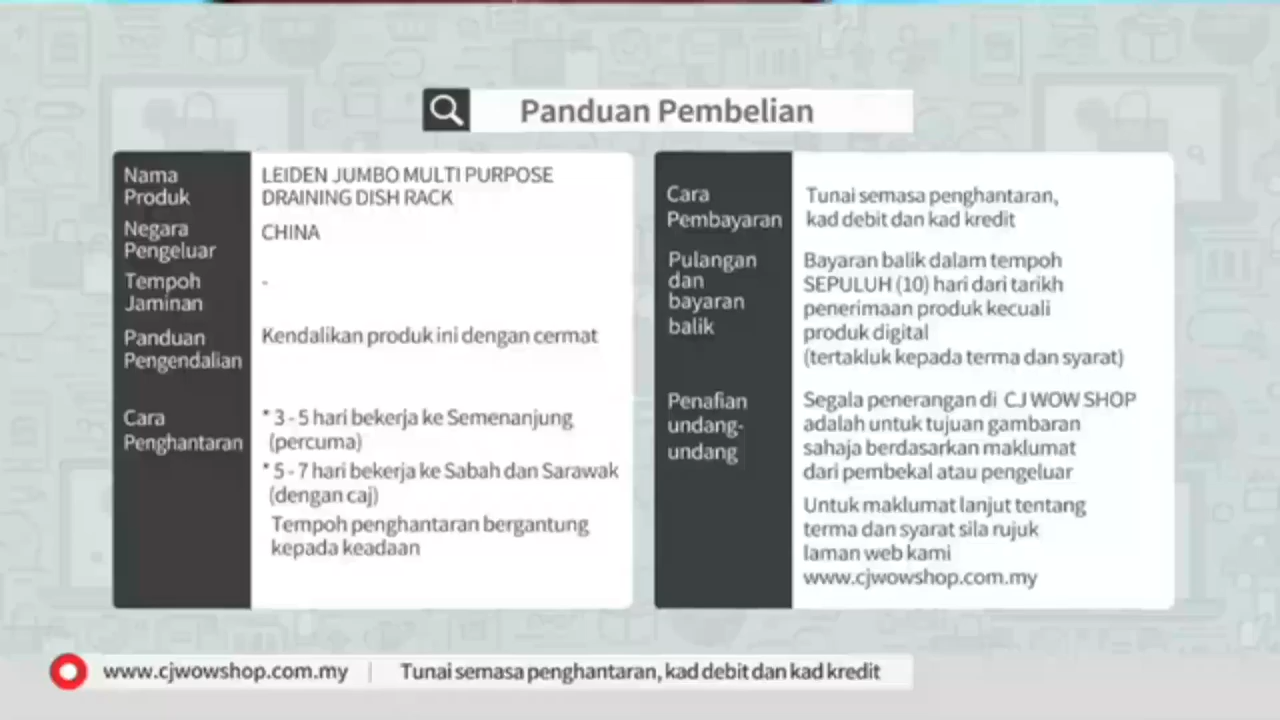 Panduan Pembelian
Nama
Produk
LEIDEN JUMBO MULTI PURPOSE
DRAINING DISH RACK
Negara
Pengeluar
CHINA
Tempoh
Jaminan
-
Panduan
Pengendalian
Kendalikan produk ini dengan cermat
Cara
Penghantaran
* 3 - 5 hari bekerja ke Semenanjung
(percuma)
* 5 - 7 hari bekerja ke Sabah dan Sarawak
(dengan caj)
Tempoh penghantaran bergantung
kepada keadaan
Cara
Pembayaran
Tunai semasa penghantaran,
kad debit dan kad kredit
Pulangan
dan
bayaran
balik
Bayaran balik dalam tempoh
SEPULUH (10) hari dari tarikh
penerimaan produk kecuali
produk digital
(tertakluk kepada terma dan syarat)
Penafian
undang-
undang
Segala penerangan di CJ WOW SHOP
adalah untuk tujuan gambaran
sahaja berdasarkan maklumat
dari pembekal atau pengeluar
Untuk maklumat lanjut tentang
terma dan syarat sila rujuk
laman web kami
www.cjwowshop.com.my
www.cjwowshop.com.my | Tunai semasa penghantaran, kad debit dan kad kredit